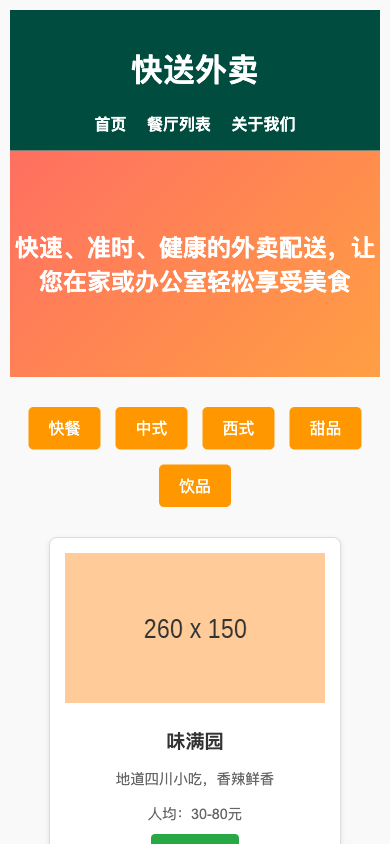 快送外卖
首页 餐厅列表 关于我们
快速、准时、健康的外卖配送，让
您在家或办公室轻松享受美食
快餐 中式 西式 甜品
饮品
260 x 150
味满园
地道四川小吃，香辣鲜香
人均：30-80元